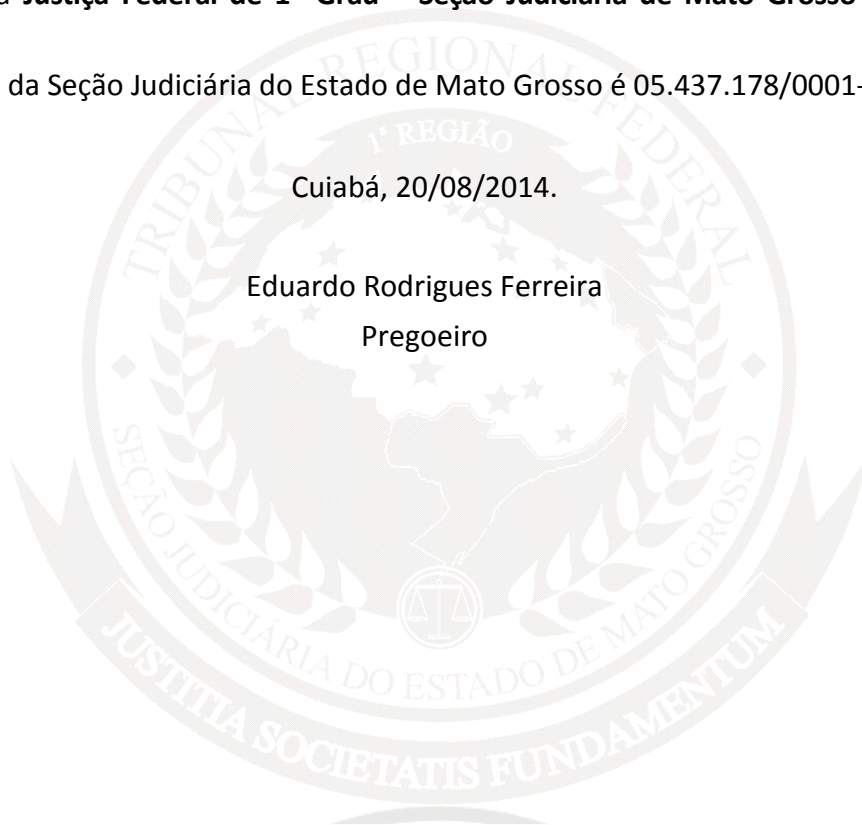 Justiça Federal de 1º Grau – Seção Judiciária de Mato Grosso
da Seção Judiciária do Estado de Mato Grosso é 05.437.178/0001-
Cuiabá, 20/08/2014.
Eduardo Rodrigues Ferreira
Pregoeiro
TRIBUNAL REGIONAL FEDERAL
1ª REGIÃO
SEÇÃO JUDICIÁRIA DO ESTADO DE MATO GROSSO
JUSTITIA SOCIETATIS FUNDAMENTUM